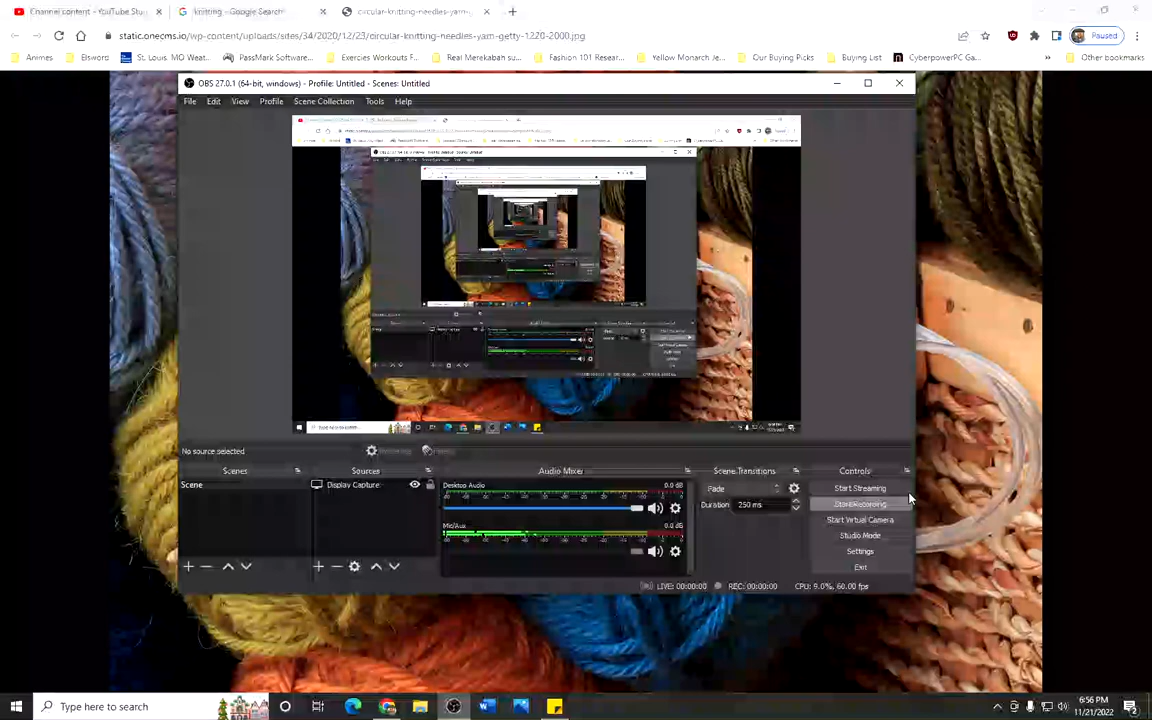 Channel content - YouTube Stu
knitting - Google Search
circular-knitting-needles-yarn-
static.onecms.io/wp-content/uploads/sites/34/2020/12/23/circular-knitting-needles-yarn-getty-1220-2000.jpg
Paused
Animes
Elsword
St. Louis, MO Weat...
PassMark Software...
Exercies Workouts F...
Real Merekabah su...
Fashion 101 Resear...
Our Buying Picks
Yellow Monarch Je...
Buying List
CyberpowerPC Ga...
Other bookmarks
OBS 27.0.1 (64-bit, windows) - Profile: Untitled - Scenes: Untitled
File Edit View Profile Scene Collection Tools Help
No source selected
Scenes
Sources
Audio Mixer
Scene Transitions
Controls
Scene
Display Capture
Desktop Audio 0.0 dB
Mic/Aux 0.0 dB
Fade
Duration 250 ms
Start Streaming
Start Recording
Start Virtual Camera
Studio Mode
Settings
Exit
LIVE: 00:00:00 REC: 00:00:00 CPU: 9.0%, 60.00 fps
Type here to search
6:56 PM
11/21/2022
2